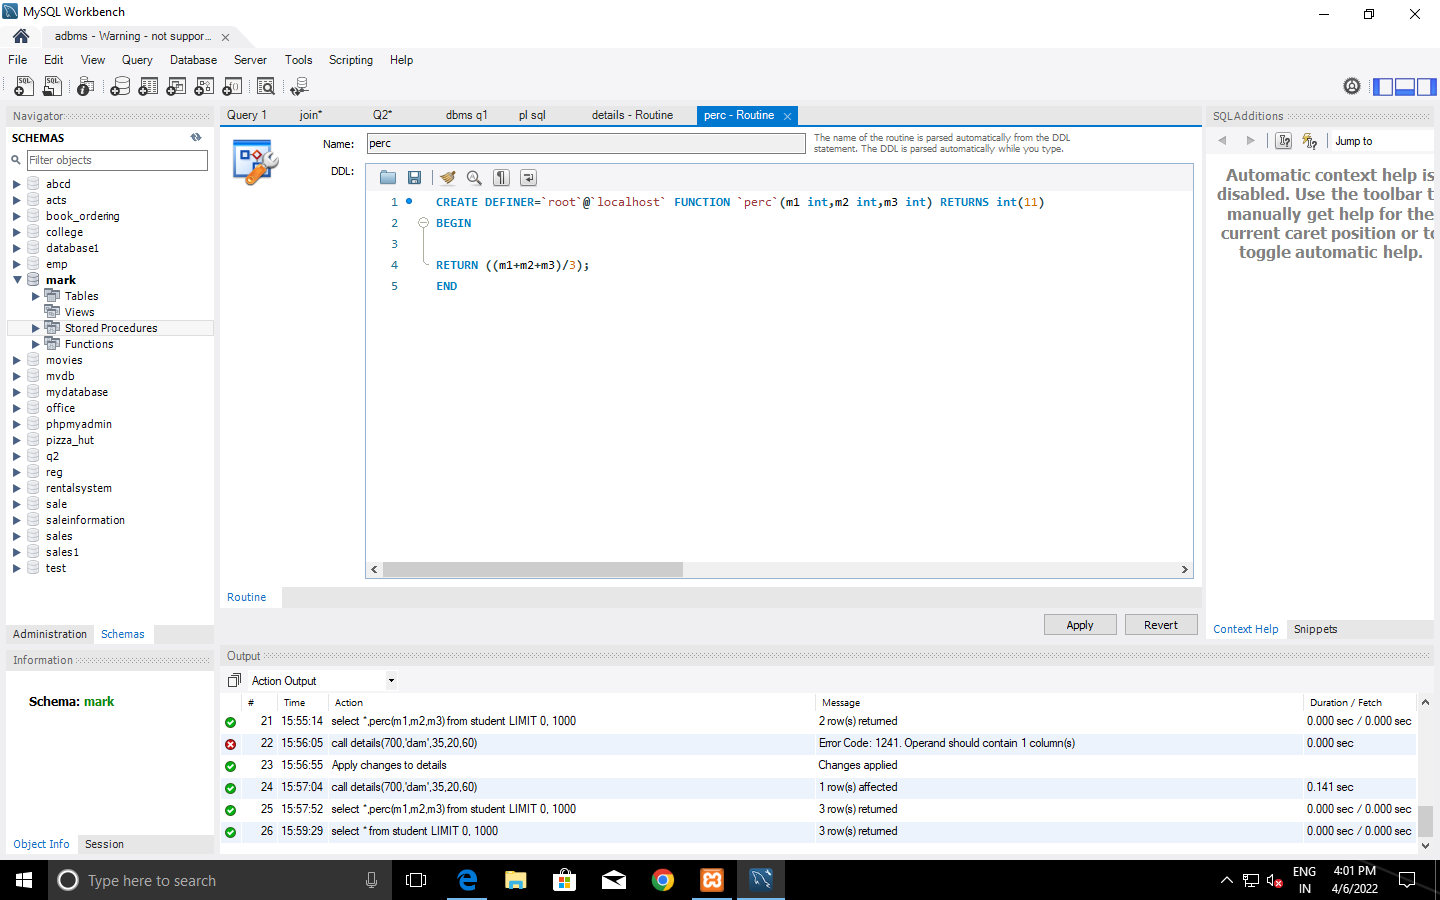 MySQL Workbench
adbms - Warning - not suppor...
File Edit View Query Database Server Tools Scripting Help
Navigator
SCHEMAS
Filter objects
abcd
acts
book_ordering
college
database1
emp
mark
Tables
Views
Stored Procedures
Functions
movies
mvdb
mydatabase
office
phpmyadmin
pizza_hut
q2
reg
rentalsystem
sale
saleinformation
sales
sales1
test
Administration Schemas
Information
Schema: mark
Object Info Session
Query 1 join* Q2* dbms q1 pl sql details - Routine perc - Routine
Name: perc
The name of the routine is parsed automatically from the DDL
statement. The DDL is parsed automatically while you type.
DDL:
1 CREATE DEFINER=`root`@`localhost` FUNCTION `perc`(m1 int,m2 int,m3 int) RETURNS int(11)
2 BEGIN
3
4 RETURN ((m1+m2+m3)/3);
5 END
Routine
Apply Revert
SQLAdditions
Jump to
Automatic context help is
disabled. Use the toolbar t
manually get help for the
current caret position or to
toggle automatic help.
Context Help Snippets
Output
Action Output
# Time Action Message Duration / Fetch
21 15:55:14 select *,perc(m1,m2,m3) from student LIMIT 0, 1000 2 row(s) returned 0.000 sec / 0.000 sec
22 15:56:05 call details(700,'dam',35,20,60) Error Code: 1241. Operand should contain 1 column(s) 0.000 sec
23 15:56:55 Apply changes to details Changes applied
24 15:57:04 call details(700,'dam',35,20,60) 1 row(s) affected 0.141 sec
25 15:57:52 select *,perc(m1,m2,m3) from student LIMIT 0, 1000 3 row(s) returned 0.000 sec / 0.000 sec
26 15:59:29 select * from student LIMIT 0, 1000 3 row(s) returned 0.000 sec / 0.000 sec
Type here to search
ENG
IN
4:01 PM
4/6/2022